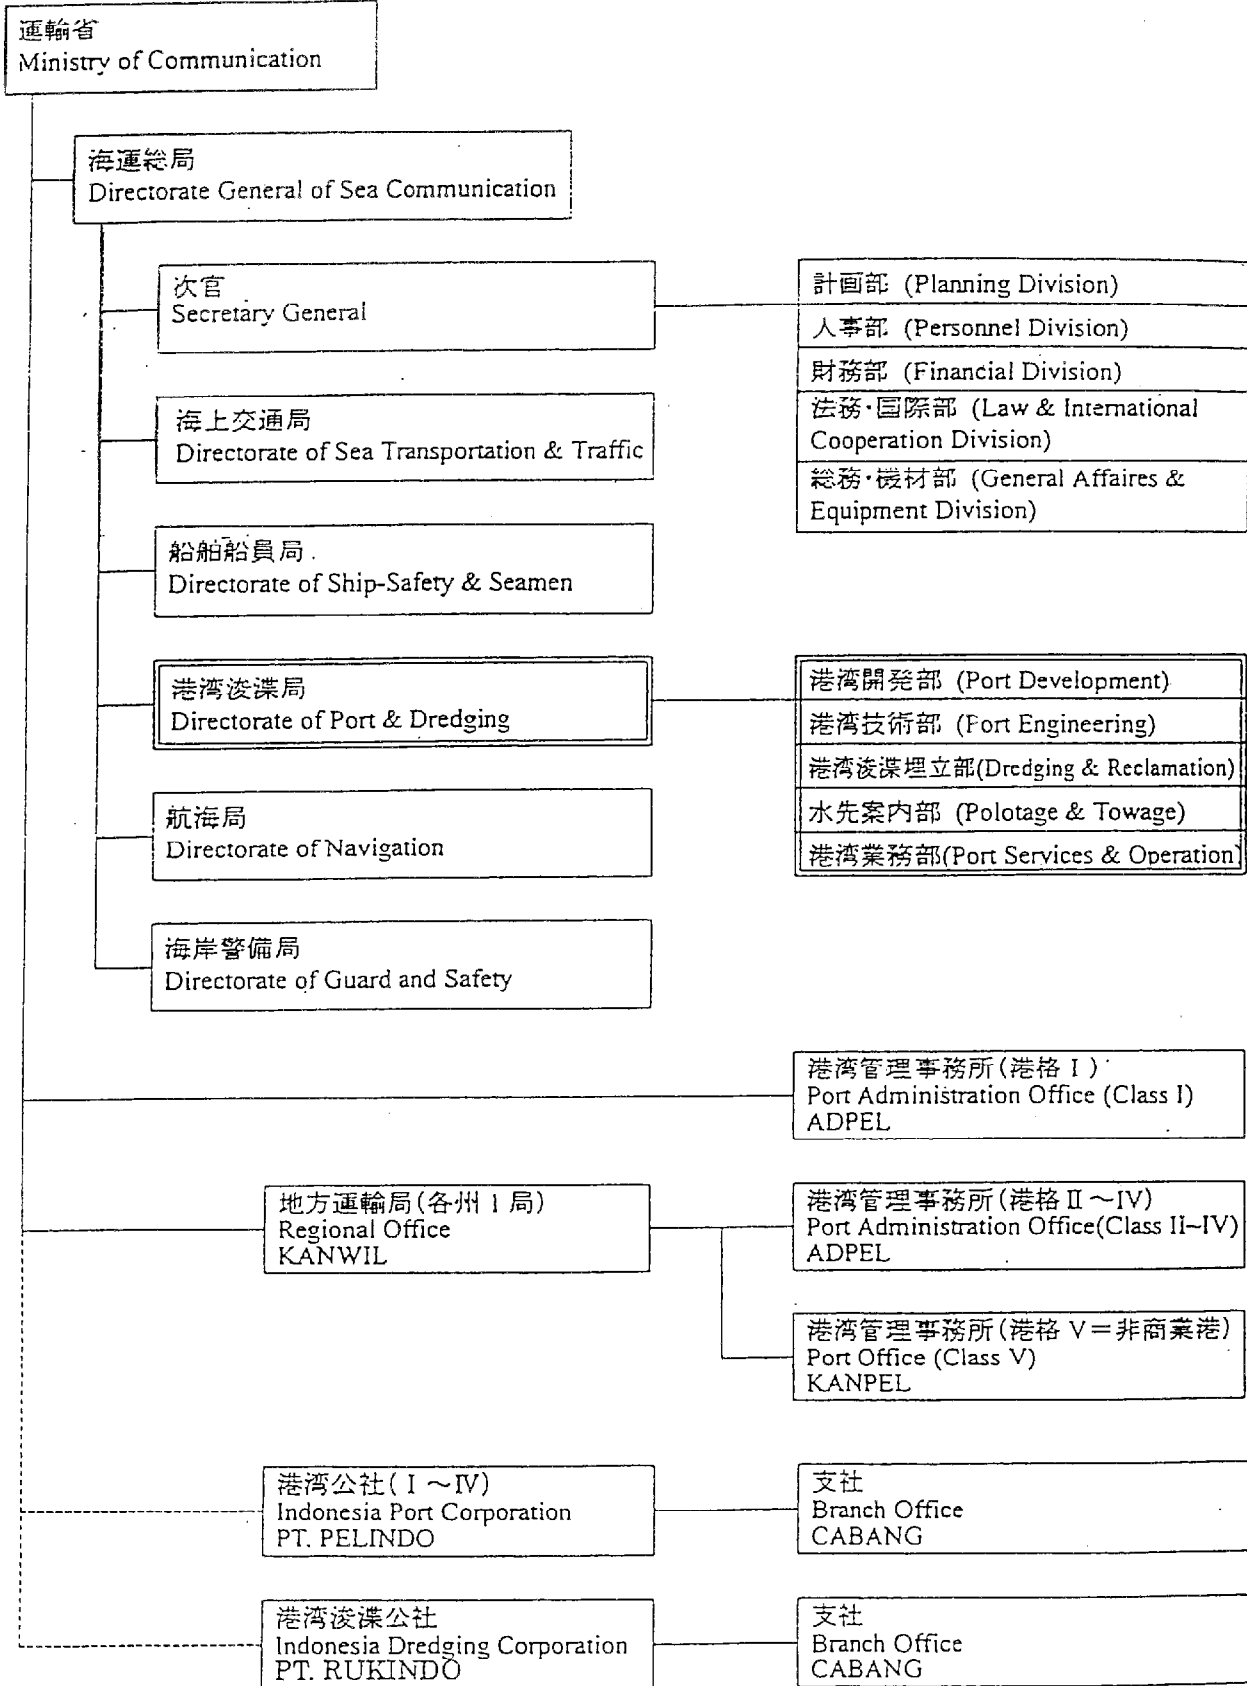 運輸省
Ministry of Communication
海運総局
Directorate General of Sea Communication
次官
Secretary General
計画部 (Planning Division)
人事部 (Personnel Division)
財務部 (Financial Division)
法務・国際部 (Law & International
Cooperation Division)
総務・機材部 (General Affaires &
Equipment Division)
海上交通局
Directorate of Sea Transportation & Traffic
船舶船員局
Directorate of Ship-Safety & Seamen
港湾浚渫局
Directorate of Port & Dredging
港湾開発部 (Port Development)
港湾技術部 (Port Engineering)
港湾浚渫埋立部(Dredging & Reclamation)
水先案内部 (Polotage & Towage)
港湾業務部(Port Services & Operation)
航海局
Directorate of Navigation
海岸警備局
Directorate of Guard and Safety
港湾管理事務所(港格Ⅰ)
Port Administration Office (Class I)
ADPEL
地方運輸局(各州1局)
Regional Office
KANWIL
港湾管理事務所(港格Ⅱ~Ⅳ)
Port Administration Office(Class II~IV)
ADPEL
港湾管理事務所(港格V=非商業港)
Port Office (Class V)
KANPEL
港湾公社(Ⅰ~Ⅳ)
Indonesia Port Corporation
PT. PELINDO
支社
Branch Office
CABANG
港湾浚渫公社
Indonesia Dredging Corporation
PT. RUKINDO
支社
Branch Office
CABANG